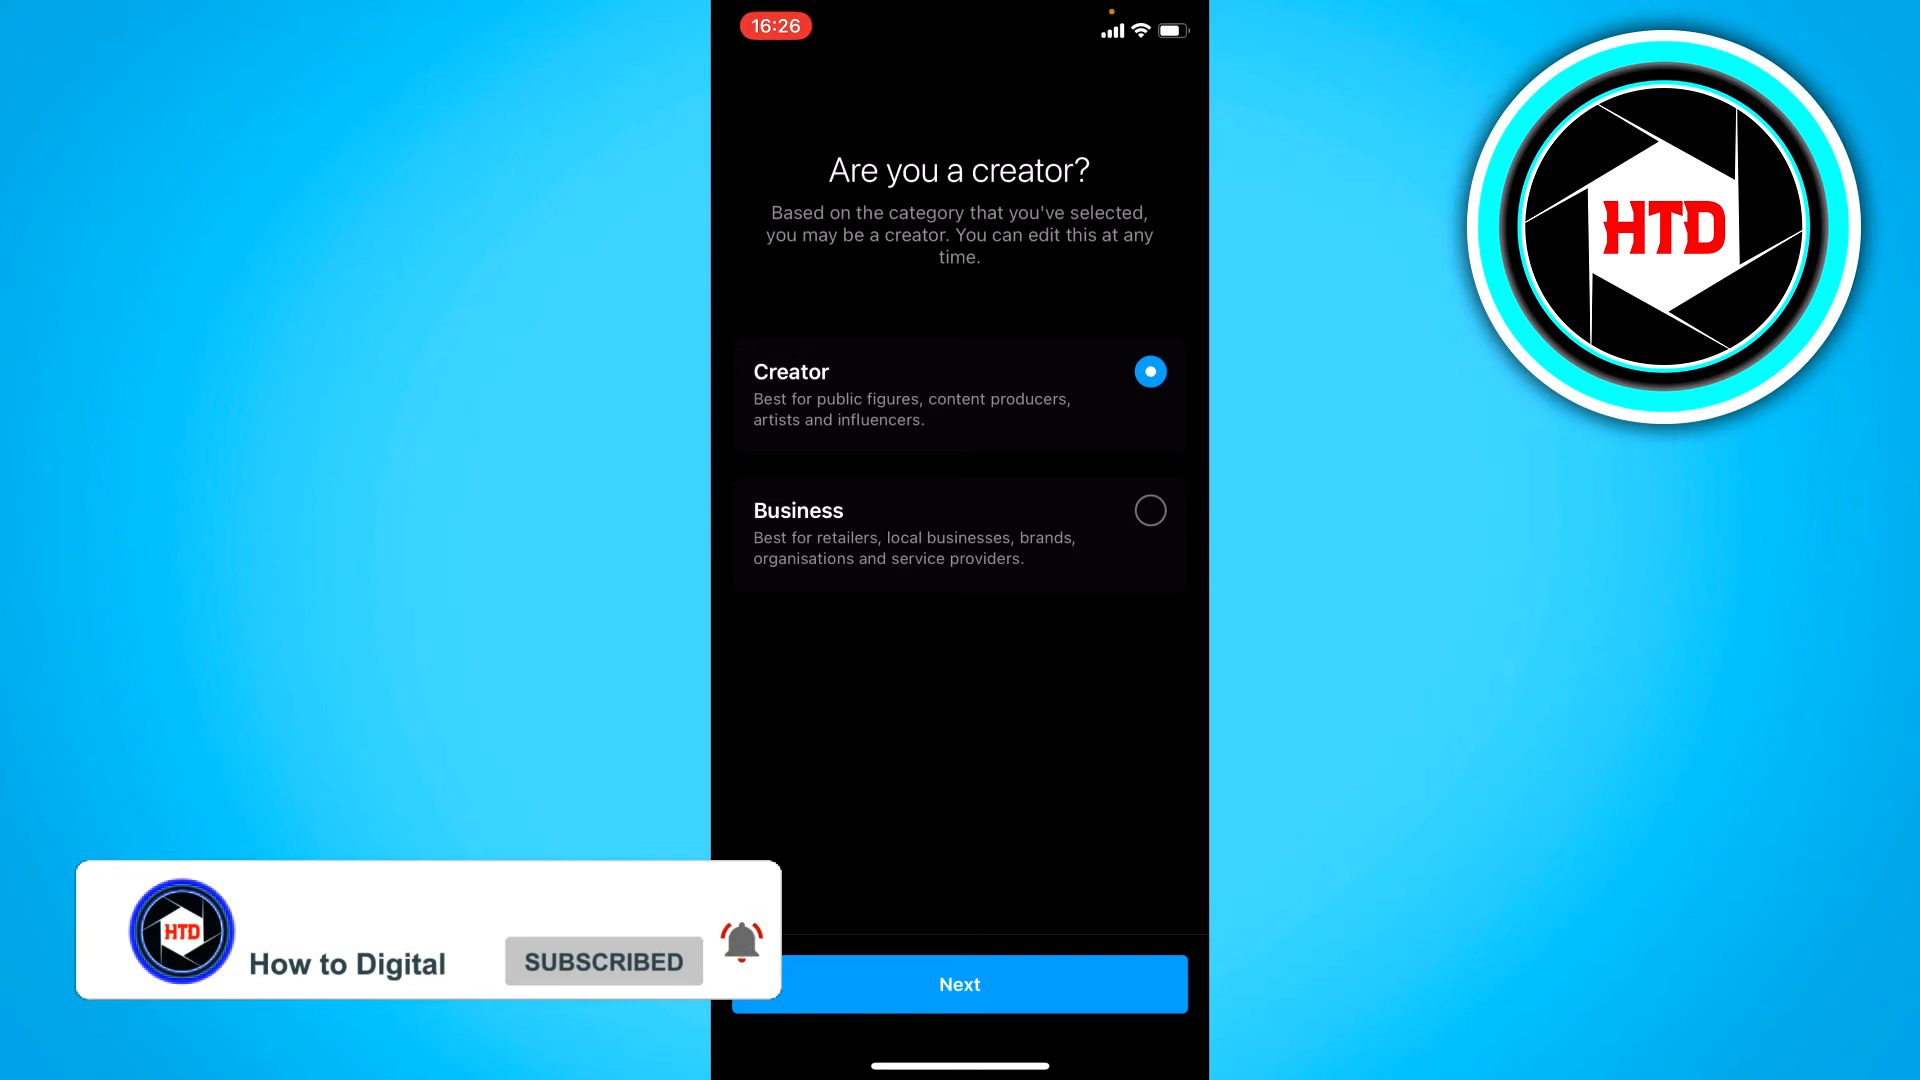 16:26
Are you a creator?
Based on the category that you've selected,
you may be a creator. You can edit this at any
time.
Creator
Best for public figures, content producers,
artists and influencers.
Business
Best for retailers, local businesses, brands,
organisations and service providers.
Next
HTD
HTD
How to Digital
SUBSCRIBED